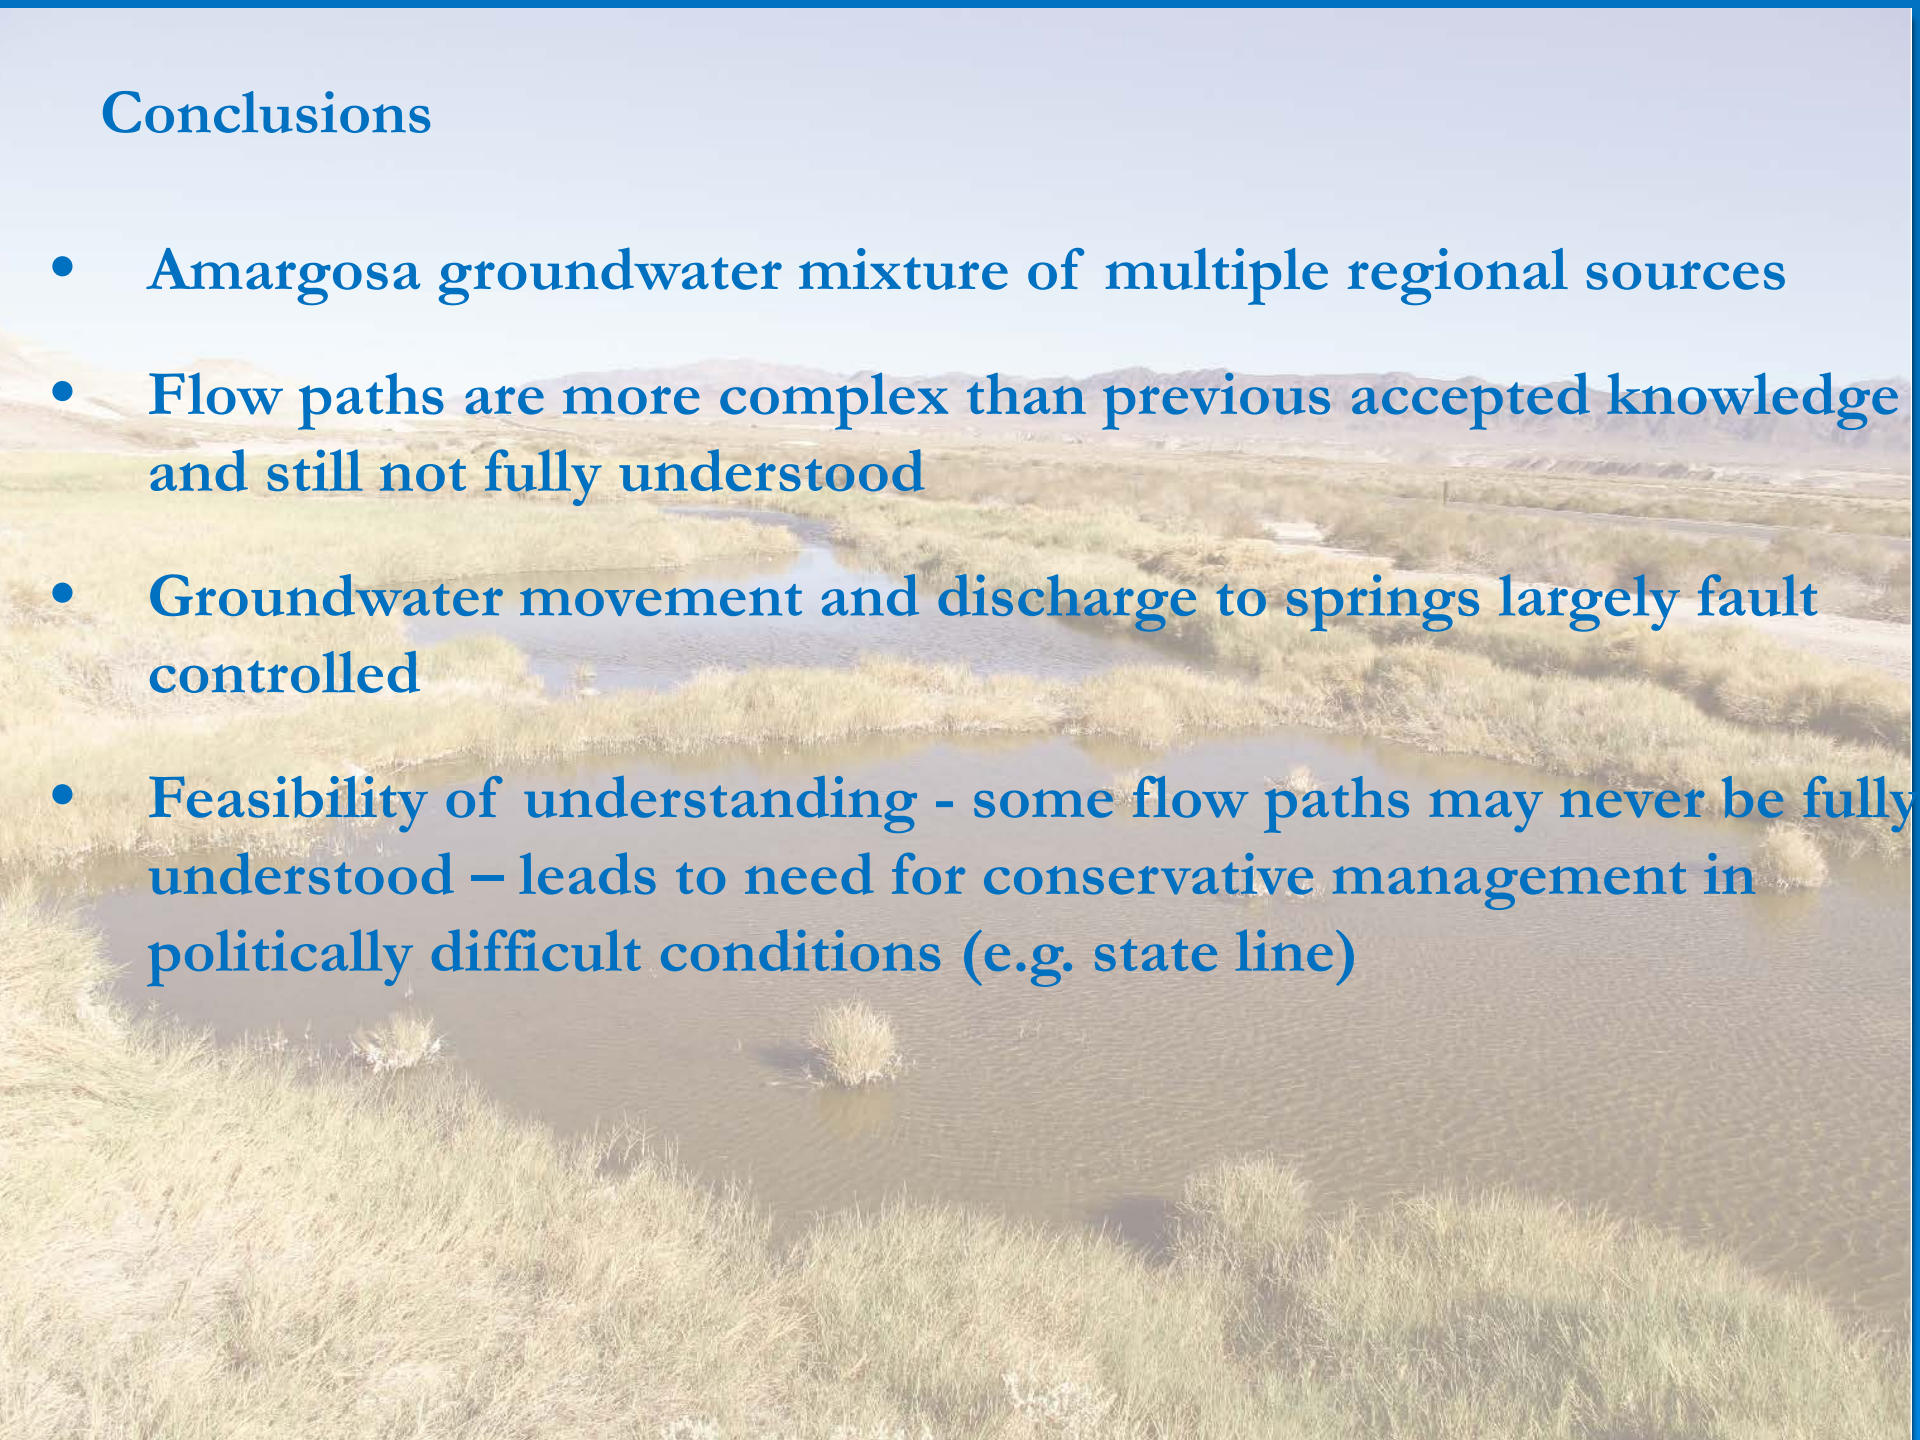 Conclusions
• Amargosa groundwater mixture of multiple regional sources
• Flow paths are more complex than previous accepted knowledge
and still not fully understood
• Groundwater movement and discharge to springs largely fault
controlled
• Feasibility of understanding - some flow paths may never be fully
understood – leads to need for conservative management in
politically difficult conditions (e.g. state line)